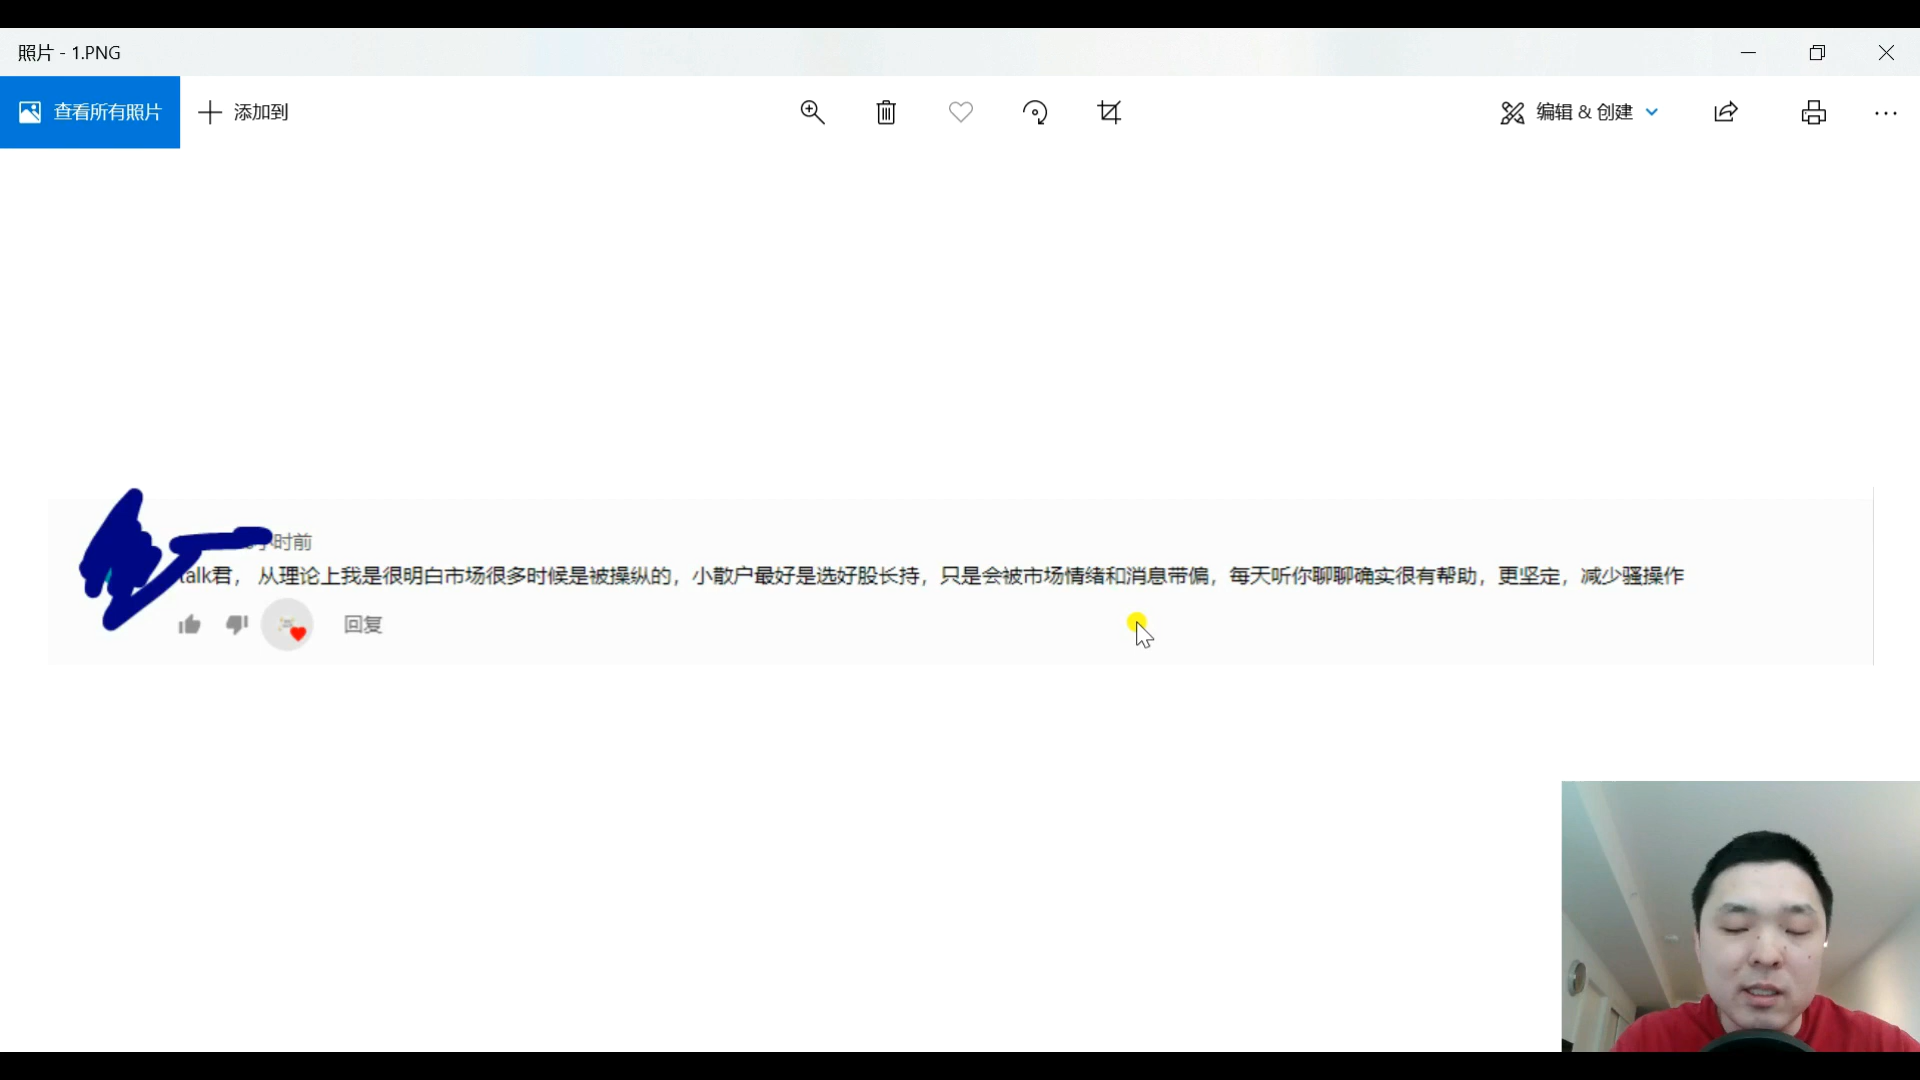 照片 - 1.PNG
查看所有照片
添加到
编辑 & 创建
小时前
talk君， 从理论上我是很明白市场很多时候是被操纵的，小散户最好是选好股长持，只是会被市场情绪和消息带偏，每天听你聊聊确实很有帮助，更坚定，减少骚操作
回复